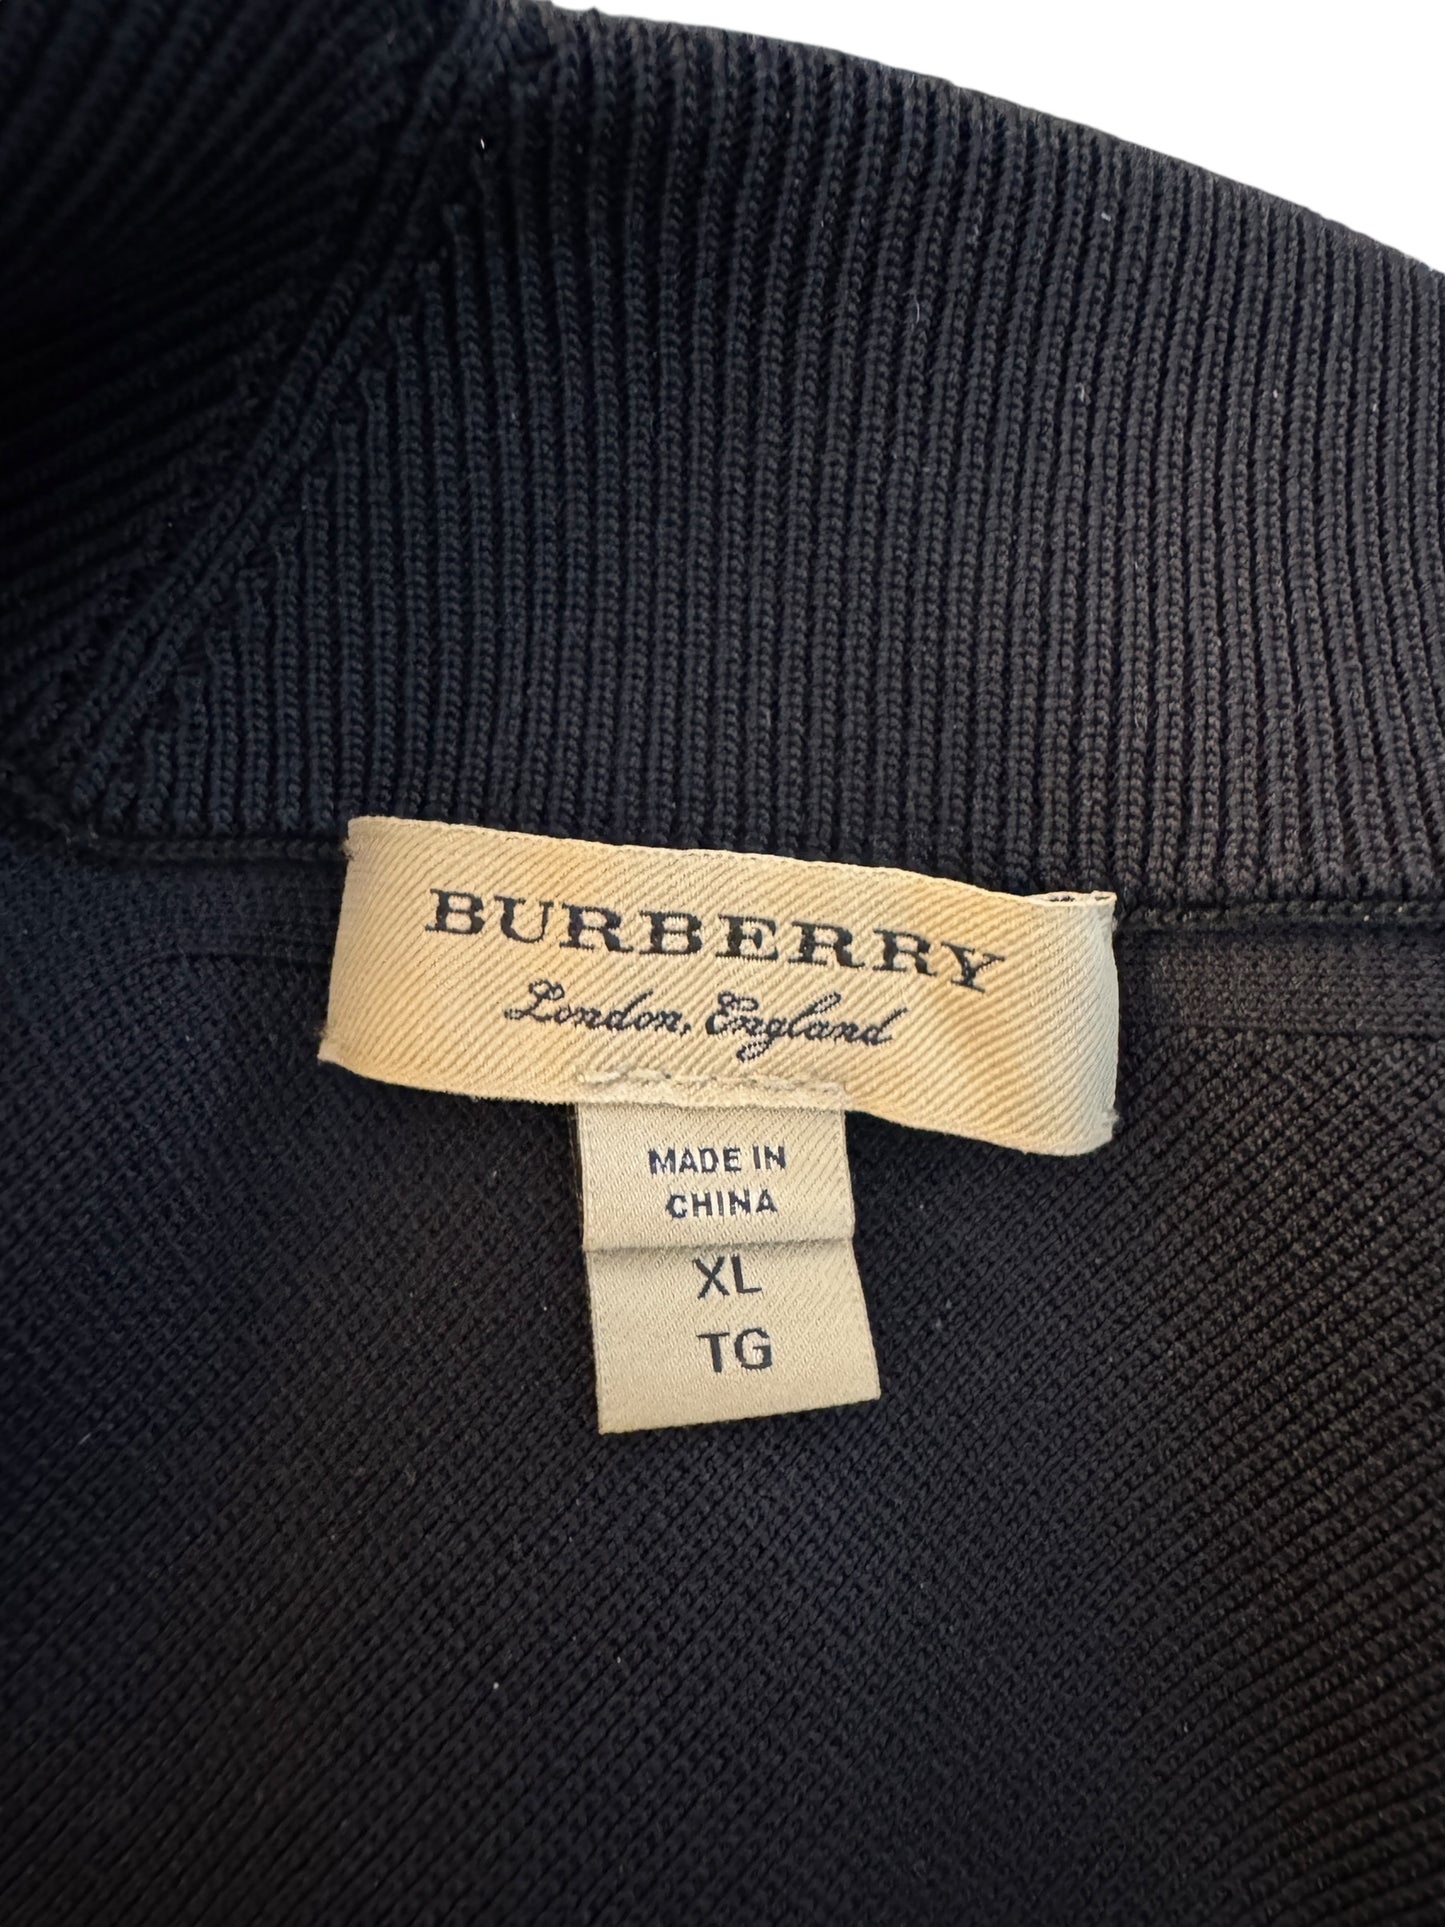 BURBERRY
London, England
MADE IN
CHINA
XL
TG